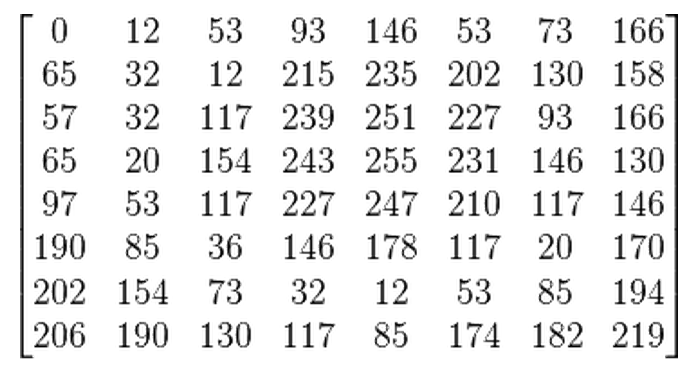 0 12 53 93 146 53 73 166
65 32 12 215 235 202 130 158
57 32 117 239 251 227 93 166
65 20 154 243 255 231 146 130
97 53 117 227 247 210 117 146
190 85 36 146 178 117 20 170
202 154 73 32 12 53 85 194
206 190 130 117 85 174 182 219